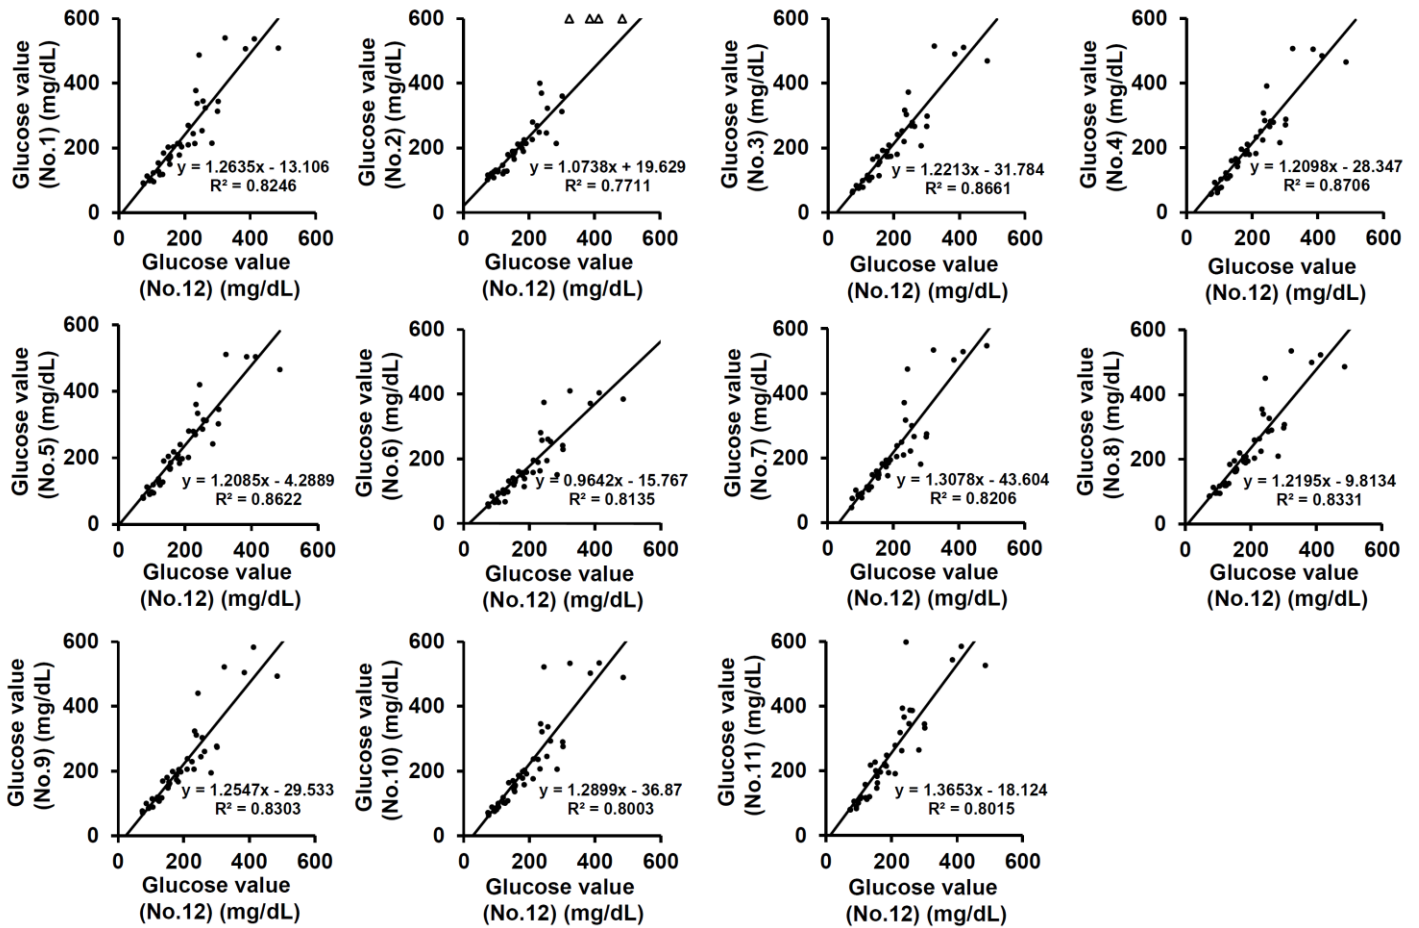 600
400
200
0
0 200 400 600
Glucose value
(No.1) (mg/dL)
y = 1.2635x - 13.106
R² = 0.8246
Glucose value
(No.12) (mg/dL)
600
400
200
0
0 200 400 600
Glucose value
(No.2) (mg/dL)
y = 1.0738x + 19.629
R² = 0.7711
Glucose value
(No.12) (mg/dL)
600
400
200
0
0 200 400 600
Glucose value
(No.3) (mg/dL)
y = 1.2213x - 31.784
R² = 0.8661
Glucose value
(No.12) (mg/dL)
600
400
200
0
0 200 400 600
Glucose value
(No.4) (mg/dL)
y = 1.2098x - 28.347
R² = 0.8706
Glucose value
(No.12) (mg/dL)
600
400
200
0
0 200 400 600
Glucose value
(No.5) (mg/dL)
y = 1.2085x - 4.2889
R² = 0.8622
Glucose value
(No.12) (mg/dL)
600
400
200
0
0 200 400 600
Glucose value
(No.6) (mg/dL)
y = 0.9642x - 15.767
R² = 0.8135
Glucose value
(No.12) (mg/dL)
600
400
200
0
0 200 400 600
Glucose value
(No.7) (mg/dL)
y = 1.3078x - 43.604
R² = 0.8206
Glucose value
(No.12) (mg/dL)
600
400
200
0
0 200 400 600
Glucose value
(No.8) (mg/dL)
y = 1.2195x - 9.8134
R² = 0.8331
Glucose value
(No.12) (mg/dL)
600
400
200
0
0 200 400 600
Glucose value
(No.9) (mg/dL)
y = 1.2547x - 29.533
R² = 0.8303
Glucose value
(No.12) (mg/dL)
600
400
200
0
0 200 400 600
Glucose value
(No.10) (mg/dL)
y = 1.2899x - 36.87
R² = 0.8003
Glucose value
(No.12) (mg/dL)
600
400
200
0
0 200 400 600
Glucose value
(No.11) (mg/dL)
y = 1.3653x - 18.124
R² = 0.8015
Glucose value
(No.12) (mg/dL)